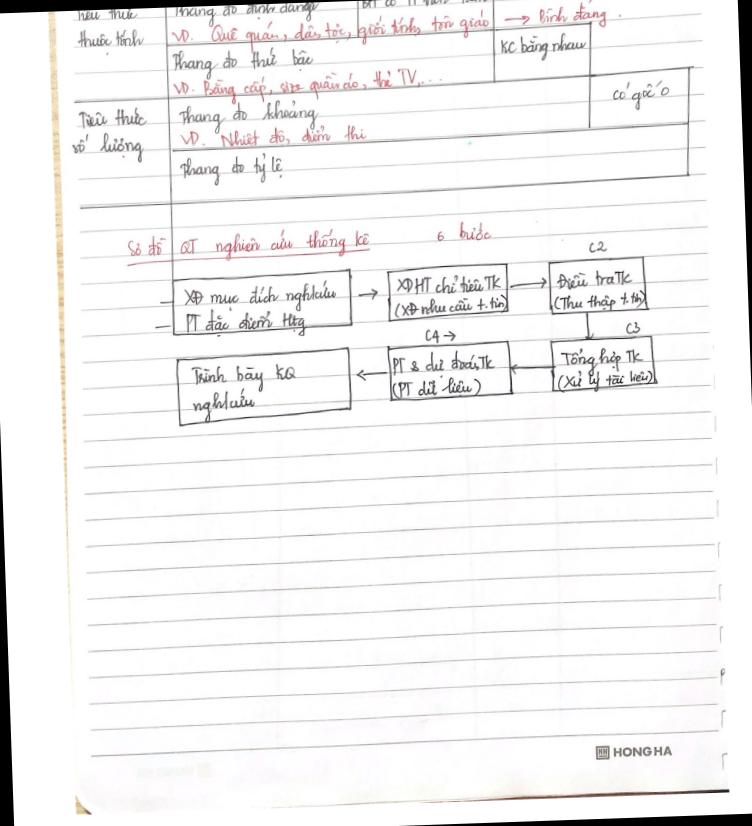 Tiêu thức
Thang đo định danh
thuộc tính
VD. Quê quán, dân tộc, giới tính, tôn giáo → Bình đẳng.
Thang đo thứ bậc
KC bằng nhau
VD. Bằng cấp, size quần áo, thẻ TV,...
Tiêu thức
số lượng
Thang đo khoảng
VD. Nhiệt độ, điểm thi
có gốc 0
Thang đo tỷ lệ
Sơ đồ QT nghiên cứu thống kê 6 bước
XĐ mục đích nghiên cứu
PT đặc điểm Htg
→
XĐHT chỉ tiêu TK
(XĐ nhu cầu t.tin)
→
C2
Điều tra TK
(Thu thập t.tin)
C3
Tổng hợp TK
(Xử lý tài liệu)
C4 →
PT & dự đoán TK
(PT dữ liệu)
←
Trình bày KQ
nghiên cứu
HONG HA